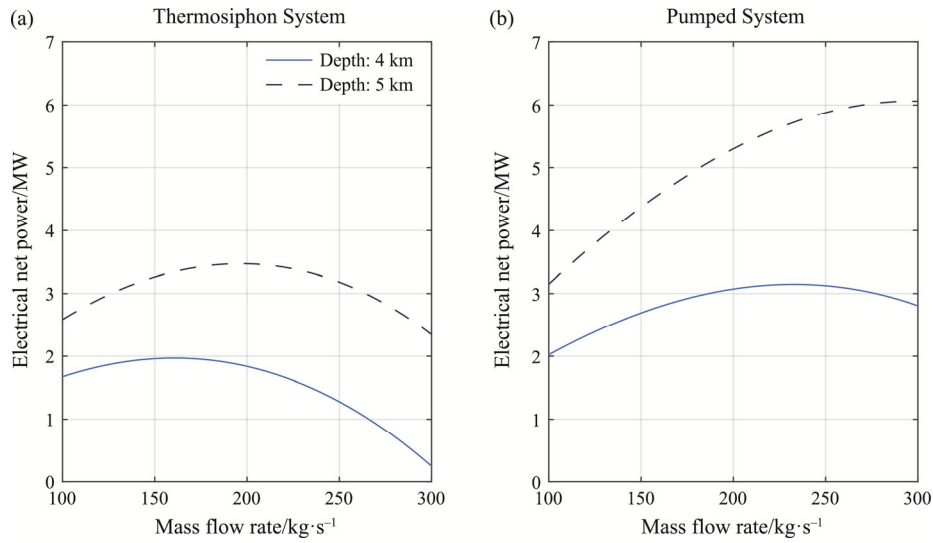 (a)
Thermosiphon System
Depth: 4 km
Depth: 5 km
Electrical net power/MW
7
6
5
4
3
2
1
0
100
150
200
250
300
Mass flow rate/kg·s⁻¹
(b)
Pumped System
Electrical net power/MW
7
6
5
4
3
2
1
0
100
150
200
250
300
Mass flow rate/kg·s⁻¹